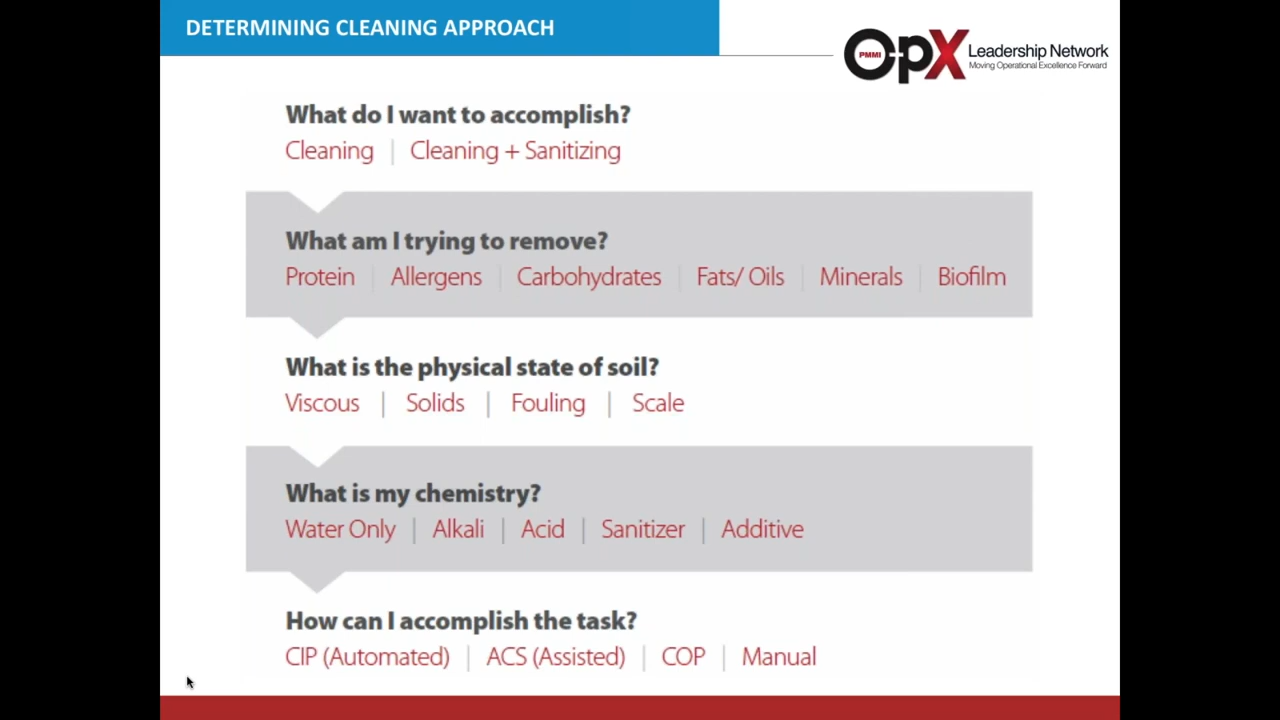 DETERMINING CLEANING APPROACH
PMMI
OpX
Leadership Network
Moving Operational Excellence Forward
What do I want to accomplish?
Cleaning | Cleaning + Sanitizing
What am I trying to remove?
Protein | Allergens | Carbohydrates | Fats/ Oils | Minerals | Biofilm
What is the physical state of soil?
Viscous | Solids | Fouling | Scale
What is my chemistry?
Water Only | Alkali | Acid | Sanitizer | Additive
How can I accomplish the task?
CIP (Automated) | ACS (Assisted) | COP | Manual